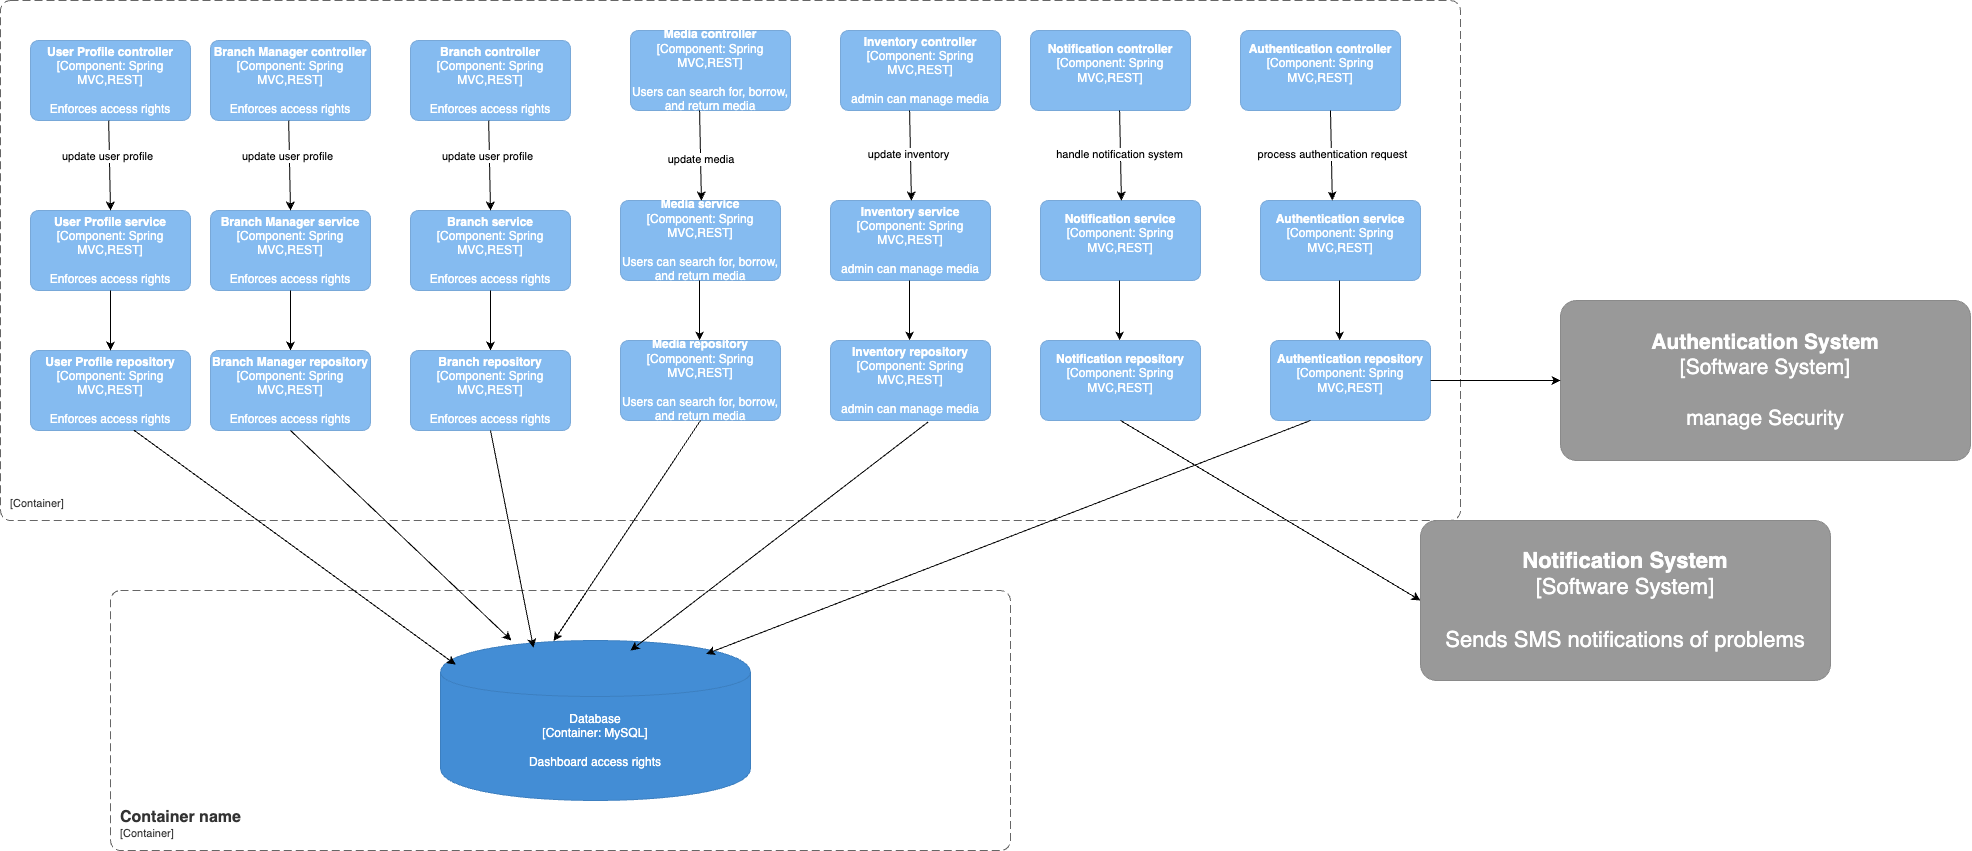 User Profile controller
[Component: Spring
MVC,REST]
Enforces access rights
Branch Manager controller
[Component: Spring
MVC,REST]
Enforces access rights
Branch controller
[Component: Spring
MVC,REST]
Enforces access rights
Media controller
[Component: Spring
MVC,REST]
Users can search for, borrow,
and return media
Inventory controller
[Component: Spring
MVC,REST]
admin can manage media
Notification controller
[Component: Spring
MVC,REST]
Authentication controller
[Component: Spring
MVC,REST]
update user profile
update user profile
update user profile
update media
update inventory
handle notification system
process authentication request
User Profile service
[Component: Spring
MVC,REST]
Enforces access rights
Branch Manager service
[Component: Spring
MVC,REST]
Enforces access rights
Branch service
[Component: Spring
MVC,REST]
Enforces access rights
Media service
[Component: Spring
MVC,REST]
Users can search for, borrow,
and return media
Inventory service
[Component: Spring
MVC,REST]
admin can manage media
Notification service
[Component: Spring
MVC,REST]
Authentication service
[Component: Spring
MVC,REST]
User Profile repository
[Component: Spring
MVC,REST]
Enforces access rights
Branch Manager repository
[Component: Spring
MVC,REST]
Enforces access rights
Branch repository
[Component: Spring
MVC,REST]
Enforces access rights
Media repository
[Component: Spring
MVC,REST]
Users can search for, borrow,
and return media
Inventory repository
[Component: Spring
MVC,REST]
admin can manage media
Notification repository
[Component: Spring
MVC,REST]
Authentication repository
[Component: Spring
MVC,REST]
Authentication System
[Software System]
manage Security
[Container]
Notification System
[Software System]
Sends SMS notifications of problems
Database
[Container: MySQL]
Dashboard access rights
Container name
[Container]